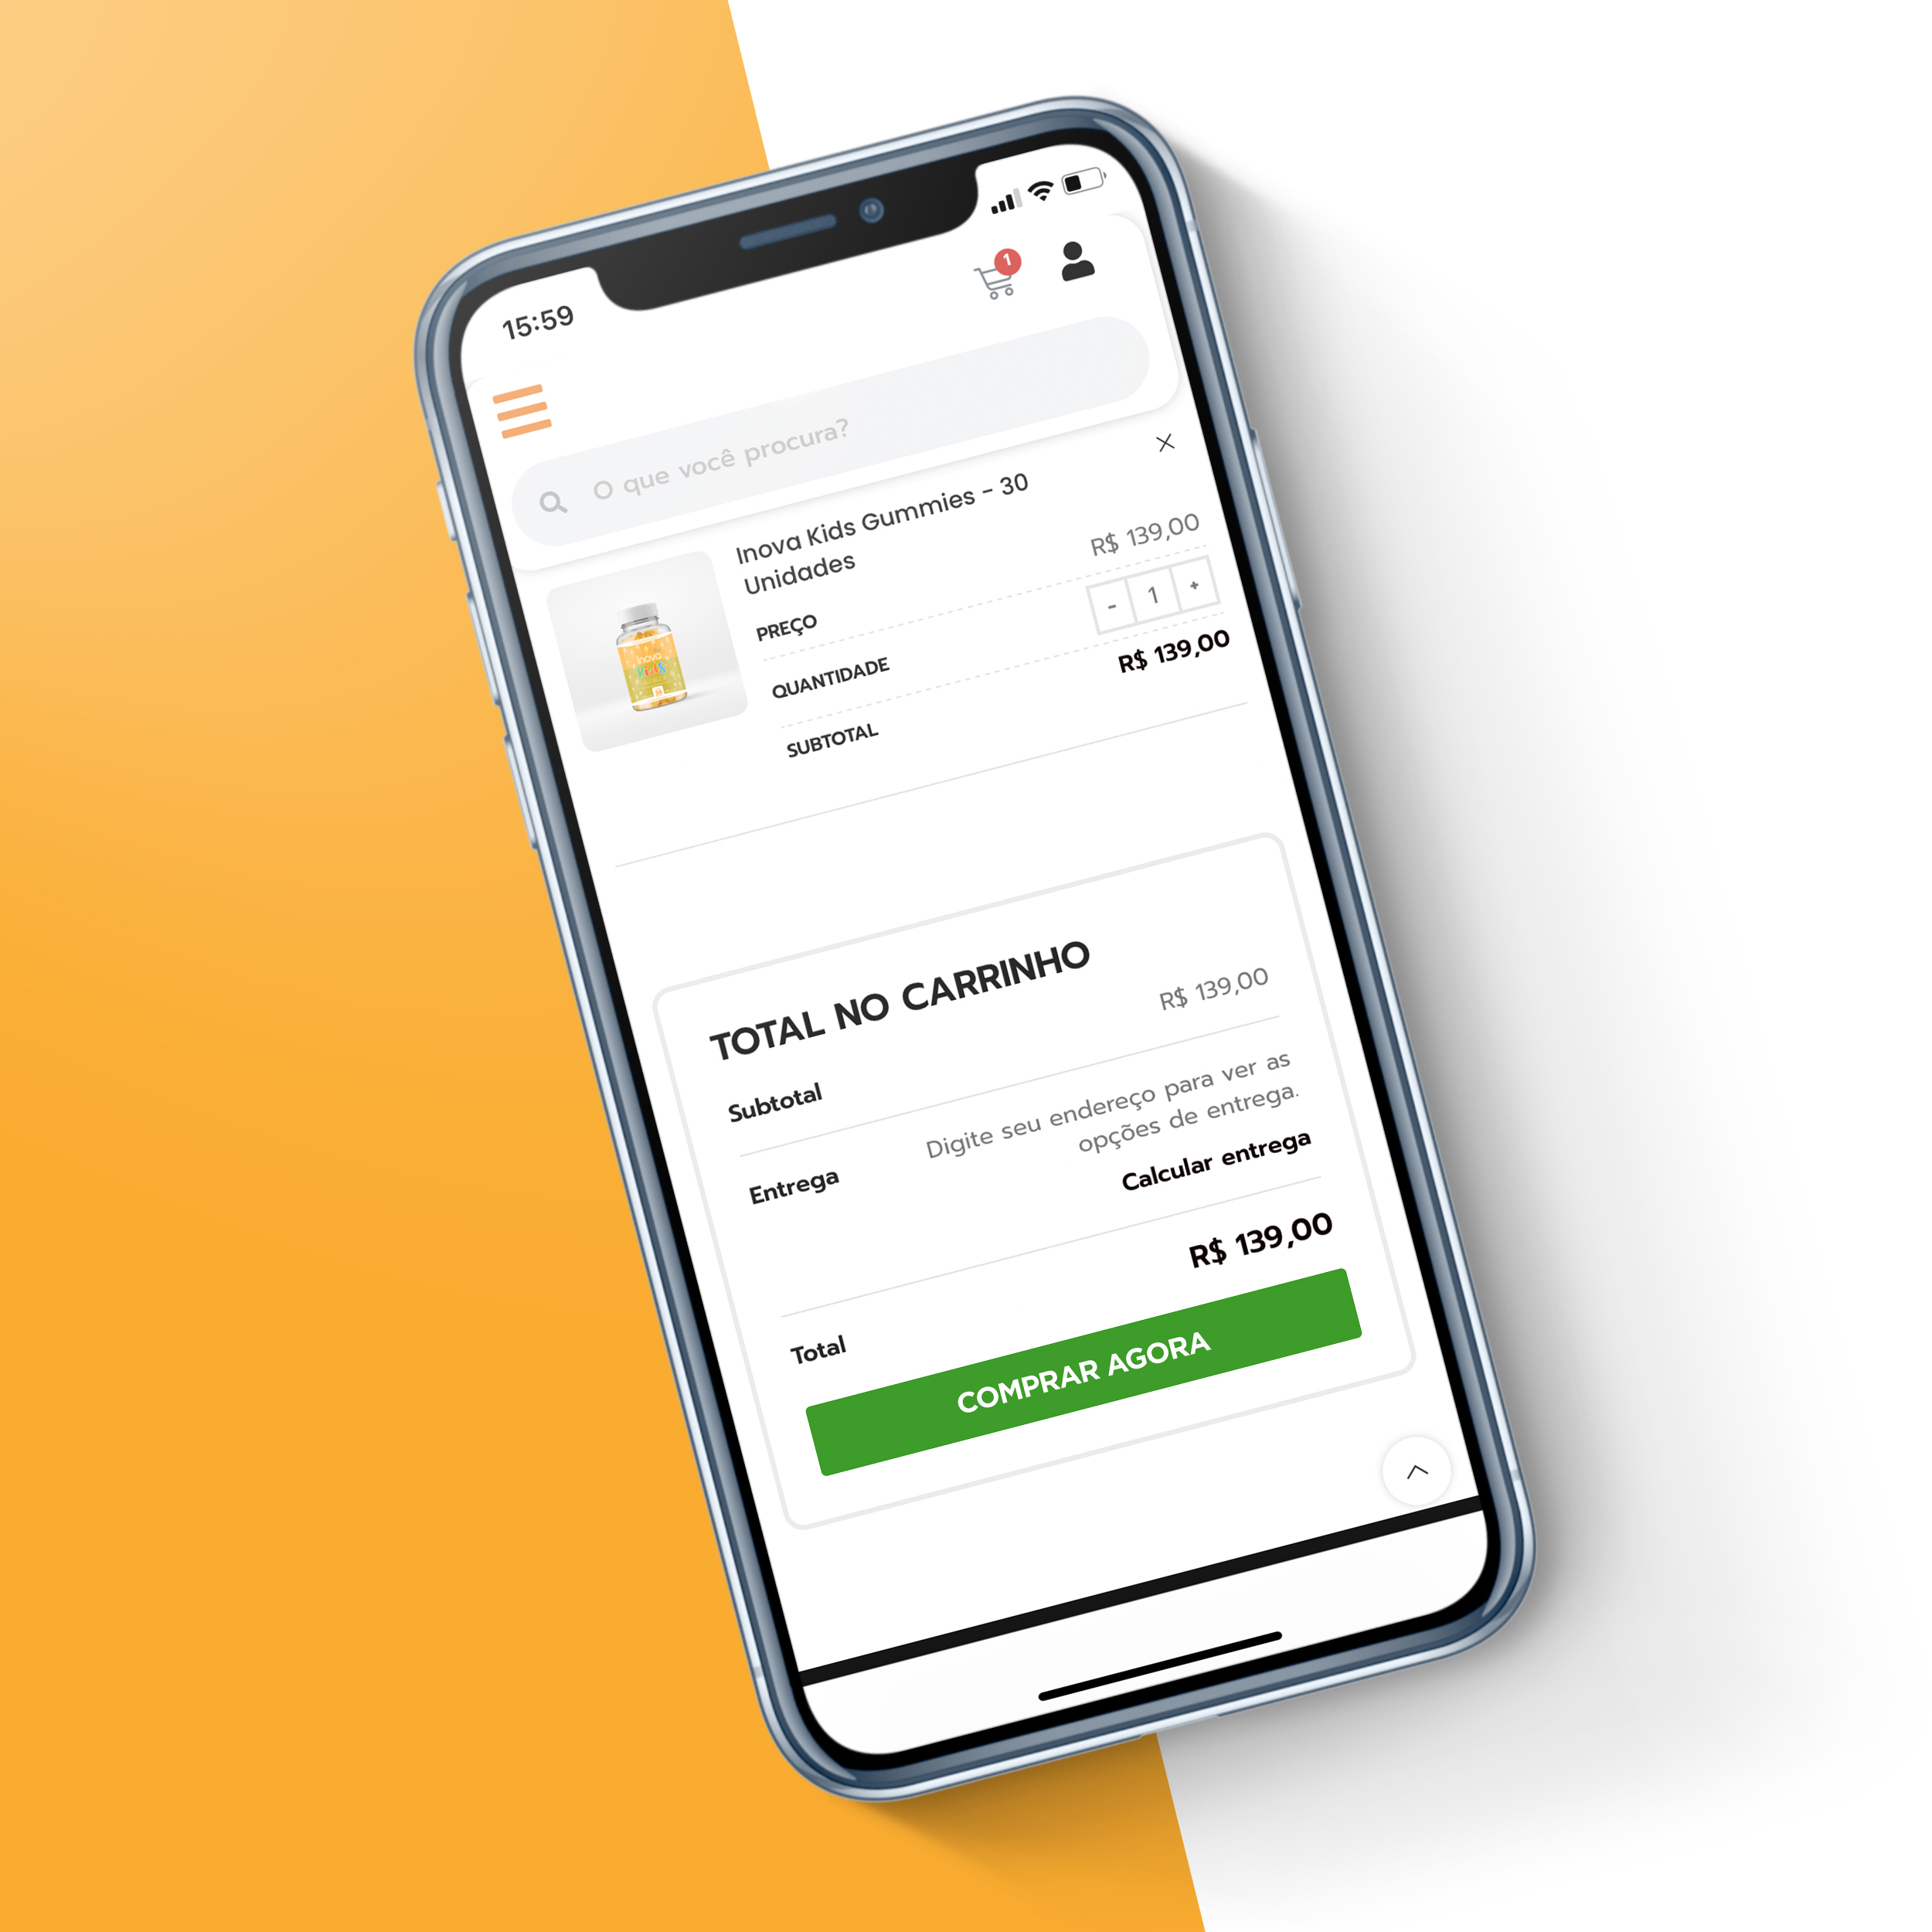 15:59
1
O que você procura?
Inova Kids Gummies - 30
Unidades
PREÇO
R$ 139,00
QUANTIDADE
- 1 +
SUBTOTAL
R$ 139,00
inova
Kids
TOTAL NO CARRINHO
Subtotal
R$ 139,00
Entrega
Digite seu endereço para ver as
opções de entrega.
Calcular entrega
Total
R$ 139,00
COMPRAR AGORA